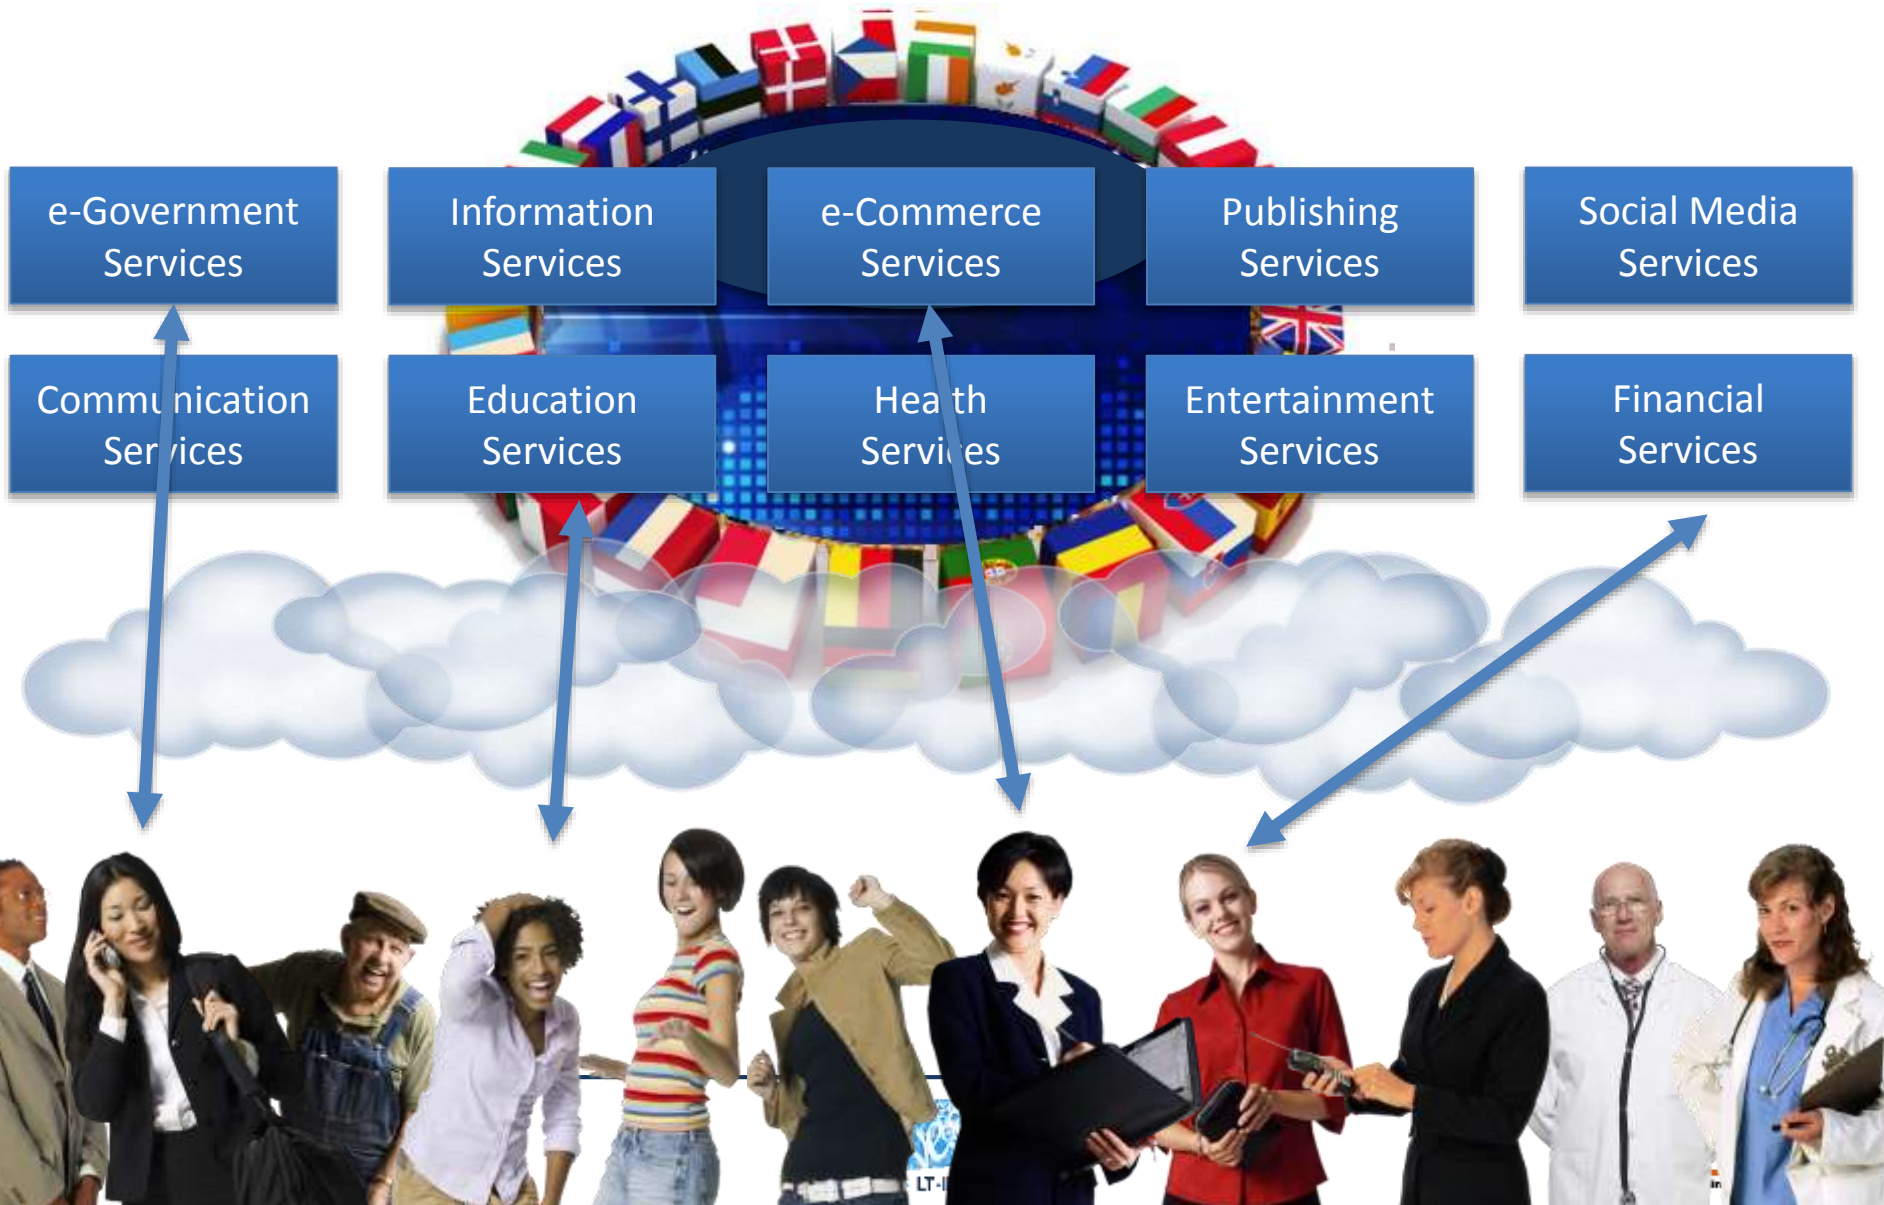 e-Government
Services
Information
Services
e-Commerce
Services
Publishing
Services
Social Media
Services
Communication
Services
Education
Services
Health
Services
Entertainment
Services
Financial
Services